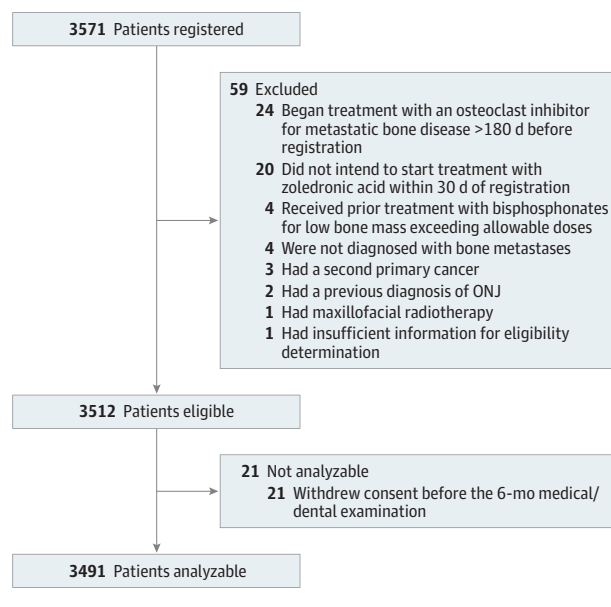 3571 Patients registered
59 Excluded
24 Began treatment with an osteoclast inhibitor
for metastatic bone disease >180 d before
registration
20 Did not intend to start treatment with
zoledronic acid within 30 d of registration
4 Received prior treatment with bisphosphonates
for low bone mass exceeding allowable doses
4 Were not diagnosed with bone metastases
3 Had a second primary cancer
2 Had a previous diagnosis of ONJ
1 Had maxillofacial radiotherapy
1 Had insufficient information for eligibility
determination
3512 Patients eligible
21 Not analyzable
21 Withdrew consent before the 6-mo medical/
dental examination
3491 Patients analyzable